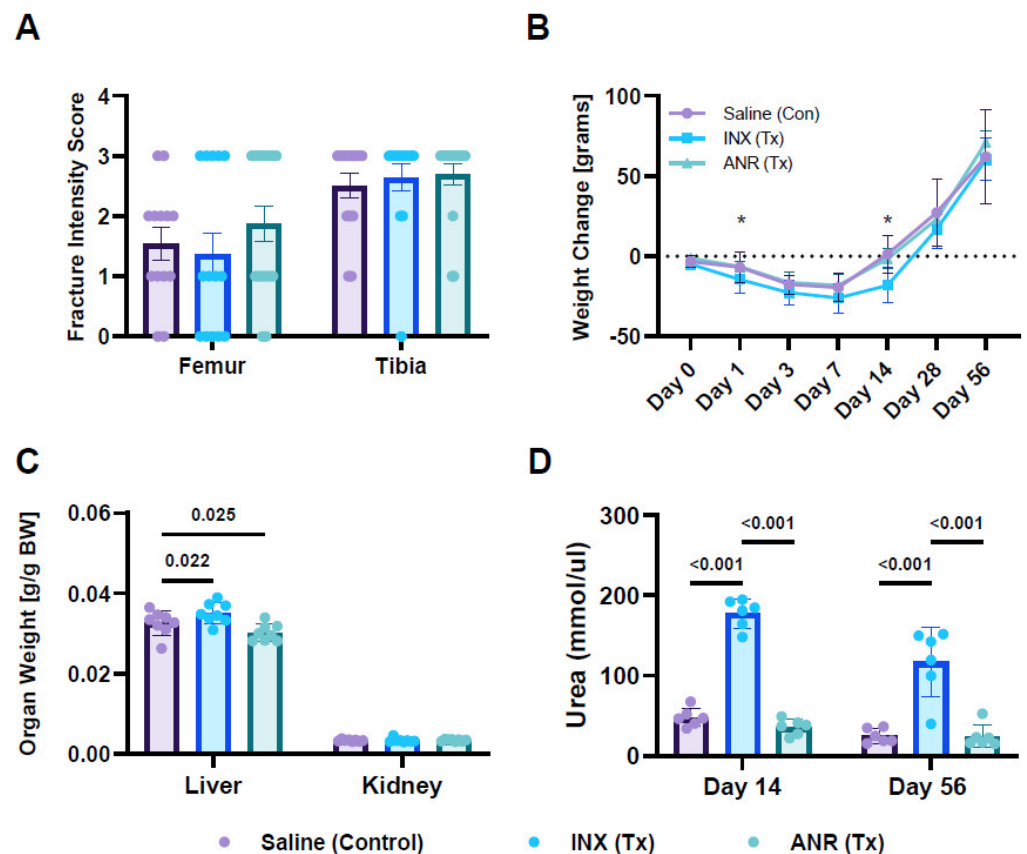 A
Fracture Intensity Score
4
3
2
1
0
Femur
Tibia
B
Weight Change [grams]
100
50
0
-50
Saline (Con)
INX (Tx)
ANR (Tx)
*
*
Day 0
Day 1
Day 3
Day 7
Day 14
Day 28
Day 56
C
Organ Weight [g/g BW]
0.06
0.04
0.02
0.00
0.025
0.022
Liver
Kidney
D
Urea (mmol/ul)
300
200
100
0
<0.001
<0.001
<0.001
<0.001
Day 14
Day 56
Saline (Control)
INX (Tx)
ANR (Tx)